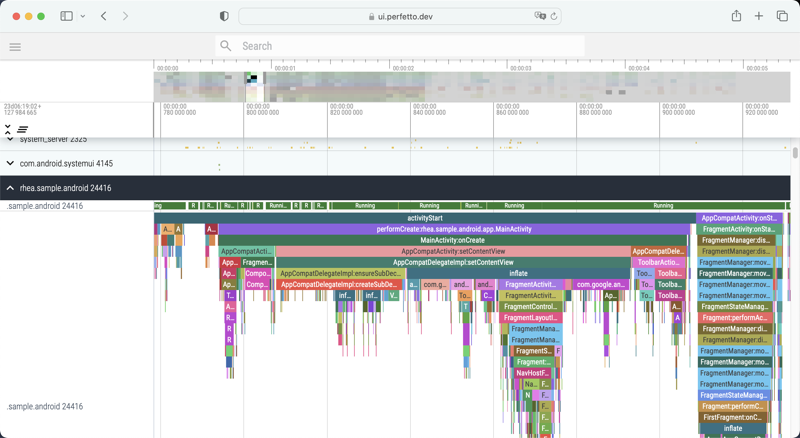 ui.perfetto.dev
Search
00:00:00 00:00:01 00:00:02 00:00:03 00:00:04 00:00:05
23d06:19:02+ 00:00:00 00:00:00 00:00:00 00:00:00 00:00:00 00:00:00 00:00:00 00:00:00
127 984 665 780 000 000 800 000 000 820 000 000 840 000 000 860 000 000 880 000 000 900 000 000 920 000 000
system_server 2325
com.android.systemui 4145
rhea.sample.android 24416
.sample.android 24416 R R Ru... R R Runni... R R R R Running Running Running Running Running
activityStart AppCompatActivity:onSt...
A... A A... performCreate:rhea.sample.android.app.MainActivity FragmentActivity:onSta...
MainActivity:onCreate FragmentManager:dis...
AppCompatActi... AppCompatActivity:setContentView AppCompatDele... FragmentManager:dis...
App... Fragmen... AppCompatDelegateImpl:setContentView ToolbarActio... FragmentManager:mov...
Ap... Compo... AppCompatDelegateImpl:ensureSubDec... inflate Too... Toolba... FragmentManager:mov...
Ap... Comp... AppCompatDelegateImpl:createSubDe... a... com.g... and... and... FragmentActivi... com.google.an... To... Toolba... FragmentManager:mov...
T... inf... inf... V... To... C... FragmentActivi... Ap... To... Toolba... FragmentManager:mov...
A... T FragmentControl... FragmentStateManag...
R... FragmentLayoutI... A... Fragment:performAc...
R FragmentMana... FragmentManager:di...
R FragmentMana... FragmentManager:dis...
FragmentS... F FragmentManager:mo...
Fragment:... FragmentManager:mo...
NavHostF... FragmentManager:mo...
Na... F... FragmentManager:mo...
N F... FragmentStateManag...
.sample.android 24416 F... Fragment:performC...
F... FirstFragment:onC...
F... inflate